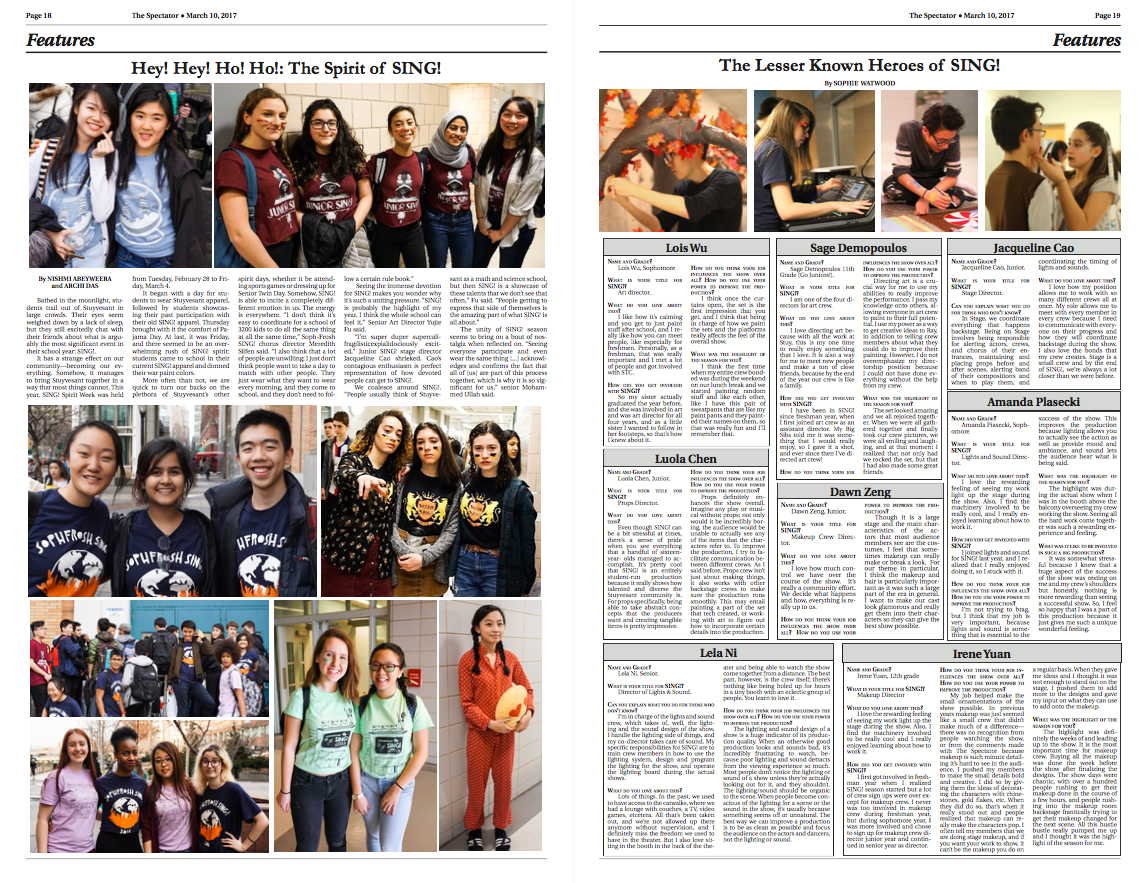 Page 18
The Spectator ● March 10, 2017
Features
Hey! Hey! Ho! Ho!: The Spirit of SING!
By NISHMI ABEYWEERA
and ARCHI DAS
Bathed in the moonlight, students trail out of Stuyvesant in
large crowds. Their eyes seem
weighed down by a lack of sleep,
but they still excitedly chat with
their friends about what is arguably the most significant event in
their school year: SING!.
It has a strange effect on our
community—becoming our everything. Somehow, it manages
to bring Stuyvesant together in a
way that most things cannot. This
year, SING! Spirit Week was held
from Tuesday, February 28 to Friday, March 4.
It began with a day for students to wear Stuyvesant apparel,
followed by students showcasing their past participation with
their old SING! apparel. Thursday
brought with it the comfort of Pajama Day. At last, it was Friday,
and there seemed to be an overwhelming rush of SING! spirit:
students came to school in their
current SING! apparel and donned
their war paint colors.
More often than not, we are
quick to turn our backs on the
plethora of Stuyvesant's other
spirit days, whether it be attending sports games or dressing up for
Senior Twin Day. Somehow, SING!
is able to incite a completely different emotion in us. The energy
is everywhere. "I don't think it's
easy to coordinate for a school of
3200 kids to do all the same thing
at all the same time," Soph-Frosh
SING! chorus director Meredith
Silfen said. "I also think that a lot
of people are unwilling. I just don't
think people want to take a day to
match with other people. They
just wear what they want to wear
every morning, and they come to
school, and they don't need to follow a certain rule book."
Seeing the immense devotion
for SING! makes you wonder why
it's such a uniting pressure. "SING!
is probably the highlight of my
year. I think the whole school can
feel it," Senior Art Director Yujie
Fu said.
"I'm super duper supercalifragilisticexpialidociously excited," Junior SING! stage director
Jacqueline Cao shrieked. Cao's
contagious enthusiasm is perfect
representation of how devoted
people can get to SING!.
We coalesce around SING!.
"People usually think of Stuyvesant as a math and science school,
but then SING! is a showcase of
these talents that we don't see that
often," Fu said. "People getting to
express that side of themselves is
the amazing part of what SING! is
all about."
The unity of SING! season
seems to bring on a bout of nostalgia when reflected on. "Seeing
everyone participate and even
wear the same thing [...] acknowledges and confirms the fact that
all of just are part of this process
together, which is why it is so significant for us," senior Mohammed Ullah said.
JUNIOR SING!
JUNIOR SING!
SOPHFROSH SING
Page 19
The Spectator ● March 10, 2017
Features
The Lesser Known Heroes of SING!
By SOPHIE WATWOOD
Lois Wu
Name and Grade?
Lois Wu, Sophomore
What is your title for SING!?
Art director.
What do you love about this?
I like how it's calming
and you get to just paint
stuff after school, and I really like how you can meet
people, like especially for
freshmen. Personally, as a
freshman, that was really
important and I met a lot
of people and got involved
with STC.
How did you get involved with SING!?
So my sister actually
graduated the year before,
and she was involved in art
and was art director for all
four years, and as a little
sister I wanted to follow in
her footsteps, so that's how
I knew about it.
How do you think your job influences the show over all? How do you use your power to improve the production?
I think once the curtains open, the art is the
first impression that you
get, and I think that being
in charge of how we paint
the sets and the platforms
really affects the feel of the
overall show.
What was the highlight of the season for you?
I think the first time
when my entire crew bonded was during the weekend
on our lunch break and we
started painting random
stuff and like each other,
like I have this pair of
sweatpants that are like my
paint pants and they painted their names on them, so
that was really fun and I'll
remember that.
Luola Chen
Name and Grade?
Luola Chen, Junior.
What is your title for SING!?
Props Director.
What do you love about this?
Even though SING! can
be a bit stressful at times,
there's a sense of pride
when you see everything
that a handful of sixteen-year-olds managed to accomplish. It's pretty cool
that SING! is an entirely
student-run production
because it really shows how
talented and diverse the
Stuyvesant community is.
For props specifically, being
able to take abstract concepts that the producers
want and creating tangible
items is pretty impressive.
How do you think your job influences the show over all? How do you use your power to improve the production?
Props definitely enhances the show overall.
Imagine any play or musical without props; not only
would it be incredibly boring, the audience would be
unable to actually see any
of the items that the characters refer to. To improve
the production, I try to facilitate communication between different crews. As I
said before, Props crew isn't
just about making things,
it also works with other
backstage crews to make
sure the production runs
smoothly. This may entail
painting a part of the set
that tech created, or working with art to figure out
how to incorporate certain
details into the production.
Sage Demopoulos
Name and Grade?
Sage Demopoulos 11th
Grade (Go Juniors!).
What is your title for SING!?
I am one of the four directors for art crew.
What do you love about this?
I love directing art because with all the work at
Stuy, this is my one time
to really create something
that I love. It is also a way
for me to meet new people
and make a ton of close
friends, because by the end
of the year our crew is like
a family.
How did you get involved with SING!?
I have been in SING!
since freshman year, when
I first joined art crew as an
assistant director. My Big
Sibs told me it was something that I would really
enjoy, so I gave it a shot,
and ever since then I've directed art crew!
How do you think your job influences the show over all? How do you use your power to improve the production?
Directing art is a crucial way for me to use my
abilities to really improve
the performance. I pass my
knowledge onto others, allowing everyone in art crew
to paint to their full potential. I use my power as a way
to get creative ideas to Ray,
in addition to telling crew
members about what they
could do to improve their
painting. However, I do not
overemphasize my directorship position because
I could not have done everything without the help
from my crew.
What was the highlight of the season for you?
The set looked amazing
and we all rejoiced together. When we were all gathered together and finally
took our crew pictures, we
were all smiling and laughing, and at that moment I
realized that not only had
we rocked the set, but that
I had also made some great
friends.
Dawn Zeng
Name and Grade?
Dawn Zeng, Junior.
What is your title for SING!?
Makeup Crew Director.
What do you love about this?
I love how much control we have over the
course of the show. It's
really a community effort.
We decide what happens
and how, everything is really up to us.
How do you think your job influences the show over all? How do you use your power to improve the production?
Though it is a large
stage and the main characteristics of the actors that most audience
members see are the costumes, I feel that sometimes makeup can really
make or break a look. For
our theme in particular,
I think the makeup and
hair is particularly important as it was such a large
part of the era in general.
I want to make our cast
look glamorous and really
get them into their characters so they can give the
best show possible.
Jacqueline Cao
Name and Grade?
Jacqueline Cao, Junior.
What is your title for SING!?
Stage Director.
Can you explain what you do for those who don't know?
In Stage, we coordinate
everything that happens
backstage. Being on Stage
involves being responsible
for alerting actors, crews,
and chorus of their entrances, maintaining and
placing props before and
after scenes, alerting band
of their compositions and
when to play them, and
coordinating the timing of
lights and sounds.
What do you love about this?
I love how my position
allows me to work with so
many different crews all at
once. My role allows me to
meet with every member in
every crew because I need
to communicate with everyone on their progress and
how they will coordinate
backstage during the show.
I also love the bonds that
my crew creates. Stage is a
small crew and by the end
of SING!, we're always a lot
closer than we were before.
Amanda Piasecki
Name and Grade?
Amanda Piasecki, Sophomore
What is your title for SING!?
Lights and Sound Director.
What do you love about this?
I love the rewarding
feeling of seeing my work
light up the stage during
the show. Also, I find the
machinery involved to be
really cool, and I really enjoyed learning about how to
work it.
How did you get involved with SING!?
I joined lights and sound
for SING! last year, and I realized that I really enjoyed
doing it, so I stuck with it.
How do you think your job influences the show over all? How do you use your power to improve the production?
I'm not trying to brag,
but I think that my job is
very important, because
lights and sound is something that is essential to the
success of the show. This
improves the production
because lighting allows you
to actually see the action as
well as provide mood and
ambiance, and sound lets
the audience hear what is
being said.
What was the highlight of the season for you?
The highlight was during the actual show when I
was in the booth above the
balcony overseeing my crew
working the show. Seeing all
the hard work come together was such a rewarding experience and feeling.
What was it like to be involved in such a big production?
It was somewhat stressful because I knew that a
huge aspect of the success
of the show was resting on
me and my crew's shoulders
but honestly, nothing is
more rewarding than seeing
a successful show. So, I feel
so happy that I was a part of
this production because it
just gives me such a unique
wonderful feeling.
Lela Ni
Name and Grade?
Lela Ni, Senior.
What is your title for SING!?
Director of Lights & Sound.
Can you explain what you do for those who don't know?
I'm in charge of the lights and sound
crew, which takes of, well, the lighting and the sound design of the show.
I handle the lighting side of things, and
my co-director takes care of sound. My
specific responsibilities for SING! are to
train crew members in how to use the
lighting system, design and program
the lighting for the show, and operate
the lighting board during the actual
shows.
What do you love about this?
Lots of things. In the past, we used
to have access to the catwalks, where we
had a lounge with couches, a TV, video
games, etcetera. All that's been taken
out, and we're not allowed up there
anymore without supervision, and I
definitely miss the freedom we used to
have in the theater. But I also love sitting in the booth in the back of the theater and being able to watch the show
come together from a distance. The best
part, however, is the crew itself; there's
nothing like being holed up for hours
in a tiny booth with an eclectic group of
people. You learn to love it.
How do you think your job influences the show over all? How do you use your power to improve the production?
The lighting and sound design of a
show is a huge indicator of its production quality. When an otherwise good
production looks and sounds bad, it's
incredibly frustrating to watch, because poor lighting and sound detracts
from the viewing experience so much.
Most people don't notice the lighting or
sound of a show unless they're actually
looking out for it, and they shouldn't.
The lighting/sound should be organic
to the scene. When people become conscious of the lighting for a scene or the
sound in the show, it's usually because
something seems off or unnatural. The
best way we can improve a production
is to be as clean as possible and focus
the audience on the actors and dancers,
not the lighting or sound.
Irene Yuan
Name and Grade?
Irene Yuan, 12th grade
What is your title for SING!?
Makeup Director
What do you love about this?
I love the rewarding feeling of seeing my work light up
the stage during the show. Also, I find
the machinery involved to be
really cool and I really enjoyed
learning about how to work it.
How did you get involved with SING!?
I first got involved in freshman year when I realized
SING! season started but a lot
of crew sign ups were over except for makeup crew. I never
was too involved in makeup
crew during freshman year,
but during sophomore year, I
was more involved and chose
to sign up for makeup crew director junior year and continued in senior year as director.
How do you think your job influences the show over all? How do you use your power to improve the production?
My job helped make the
small ornamentations of the
show possible. In previous
years makeup was just seemed
like a small crew that didn't
make much of a difference—
there was no recognition from
people watching the show,
or from the comments made
with The Spectator because
makeup is such minute detailing it's hard to see in the audience. I pushed my members
to make the small details bold
and creative. I did so by giving them the ideas of decorating the characters with rhinestones, gold flakes, etc. When
they did do so, that's when it
really stood out and people
realized that makeup can really make the characters pop. I
often tell my members that we
are doing stage makeup, and if
you want your work to show, it
can't be the makeup you do on
a regular basis. When they gave
me ideas and I thought it was
not enough to stand out on the
stage, I pushed them to add
more to the designs and gave
my input on what they can use
to add onto the makeup.
What was the highlight of the season for you?
The highlight was definitely the weeks of and leading
up to the show. It is the most
important time for makeup
crew. Buying all the makeup
was done the week before
the show after finalizing the
designs. The show days were
chaotic, with over a hundred
people rushing to get their
makeup done in the course of
a few hours, and people rushing into the makeup room
backstage frantically trying to
get their makeup changed for
the next scene. All this hustle
bustle really pumped me up
and I thought it was the highlight of the season for me.